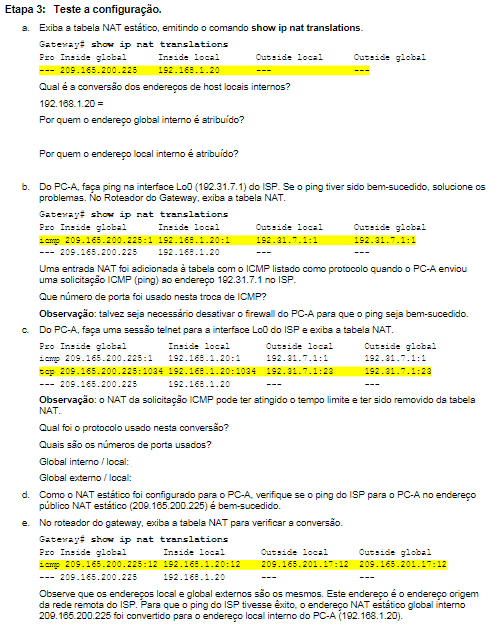 Etapa 3: Teste a configuração.
a. Exiba a tabela NAT estático, emitindo o comando show ip nat translations.
Gateway# show ip nat translations
Pro Inside global Inside local Outside local Outside global
--- 209.165.200.225 192.168.1.20 --- ---
Qual é a conversão dos endereços de host locais internos?
192.168.1.20 =
Por quem o endereço global interno é atribuído?
Por quem o endereço local interno é atribuído?
b. Do PC-A, faça ping na interface Lo0 (192.31.7.1) do ISP. Se o ping tiver sido bem-sucedido, solucione os
problemas. No Roteador do Gateway, exiba a tabela NAT.
Gateway# show ip nat translations
Pro Inside global Inside local Outside local Outside global
icmp 209.165.200.225:1 192.168.1.20:1 192.31.7.1:1 192.31.7.1:1
--- 209.165.200.225 192.168.1.20 --- ---
Uma entrada NAT foi adicionada à tabela com o ICMP listado como protocolo quando o PC-A enviou
uma solicitação ICMP (ping) ao endereço 192.31.7.1 no ISP.
Que número de porta foi usado nesta troca de ICMP?
Observação: talvez seja necessário desativar o firewall do PC-A para que o ping seja bem-sucedido.
c. Do PC-A, faça uma sessão telnet para a interface Lo0 do ISP e exiba a tabela NAT.
Pro Inside global Inside local Outside local Outside global
icmp 209.165.200.225:1 192.168.1.20:1 192.31.7.1:1 192.31.7.1:1
tcp 209.165.200.225:1034 192.168.1.20:1034 192.31.7.1:23 192.31.7.1:23
--- 209.165.200.225 192.168.1.20 --- ---
Observação: o NAT da solicitação ICMP pode ter atingido o tempo limite e ter sido removido da tabela
NAT.
Qual foi o protocolo usado nesta conversão?
Quais são os números de porta usados?
Global interno / local:
Global externo / local:
d. Como o NAT estático foi configurado para o PC-A, verifique se o ping do ISP para o PC-A no endereço
público NAT estático (209.165.200.225) é bem-sucedido.
e. No roteador do gateway, exiba a tabela NAT para verificar a conversão.
Gateway# show ip nat translations
Pro Inside global Inside local Outside local Outside global
icmp 209.165.200.225:12 192.168.1.20:12 209.165.201.17:12 209.165.201.17:12
--- 209.165.200.225 192.168.1.20 --- ---
Observe que os endereços local e global externos são os mesmos. Este endereço é o endereço origem
da rede remota do ISP. Para que o ping do ISP tivesse êxito, o endereço NAT estático global interno
209.165.200.225 foi convertido para o endereço local interno do PC-A (192.168.1.20).